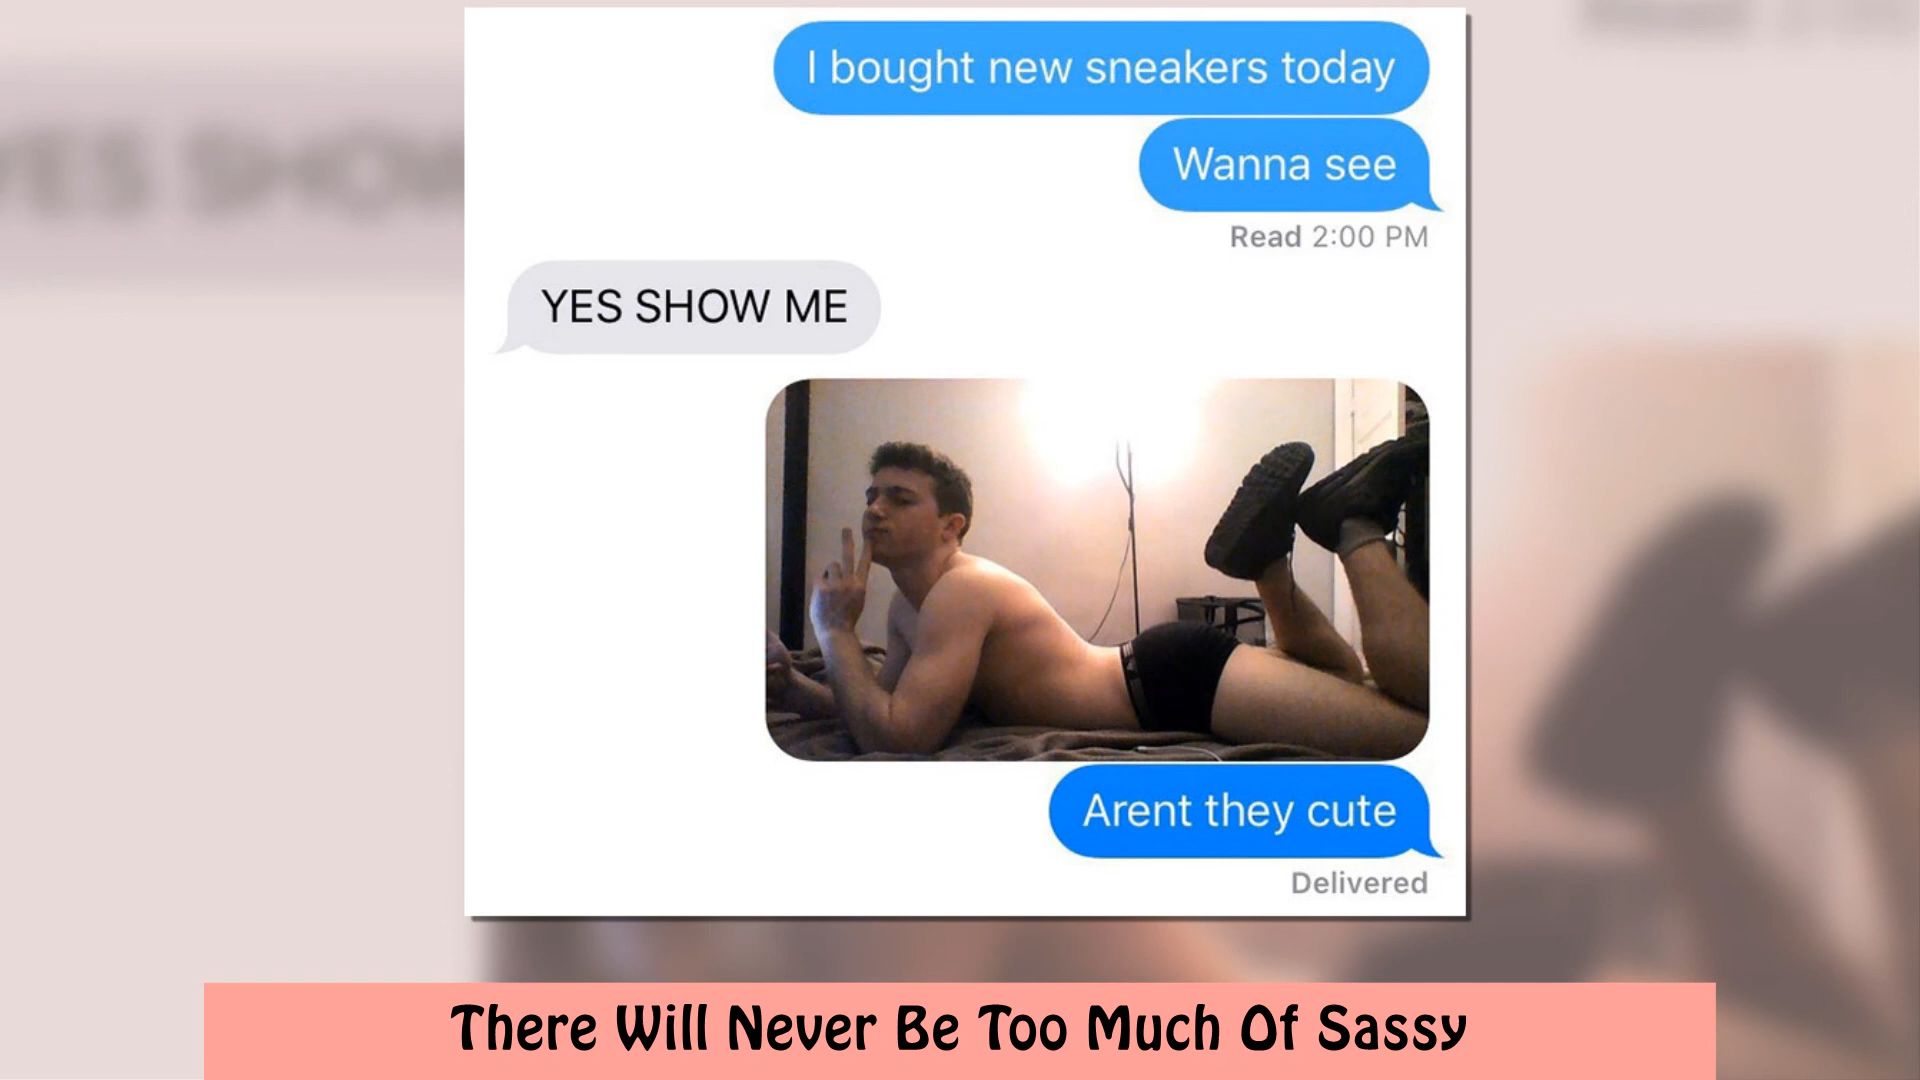 I bought new sneakers today
Wanna see
Read 2:00 PM
YES SHOW ME
Arent they cute
Delivered
There Will Never Be Too Much Of Sassy